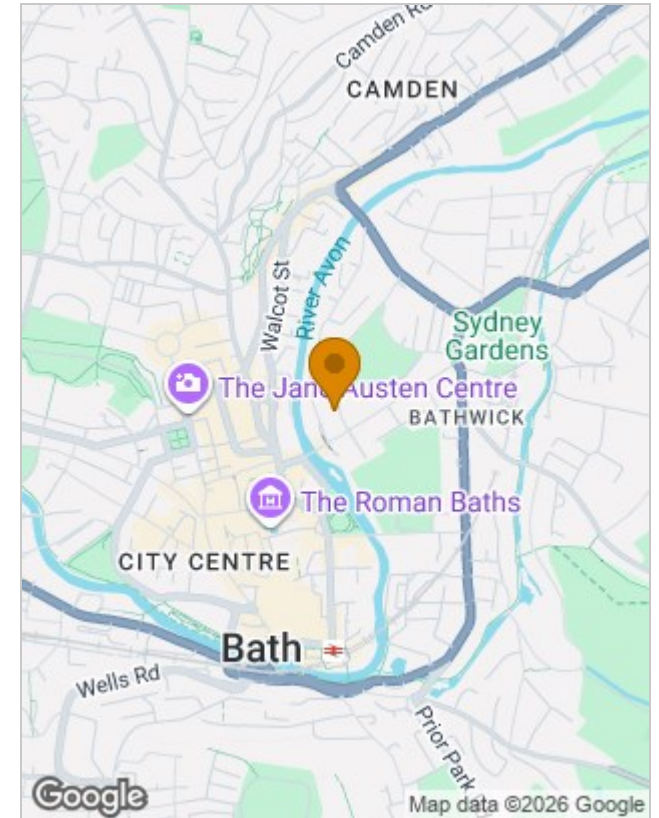 Camden Ro
CAMDEN
River Avon
Walcot St
Sydney
Gardens
The Jane Austen Centre
BATHWICK
The Roman Baths
CITY CENTRE
Bath
Wells Rd
Prior Park
Google
Map data ©2026 Google